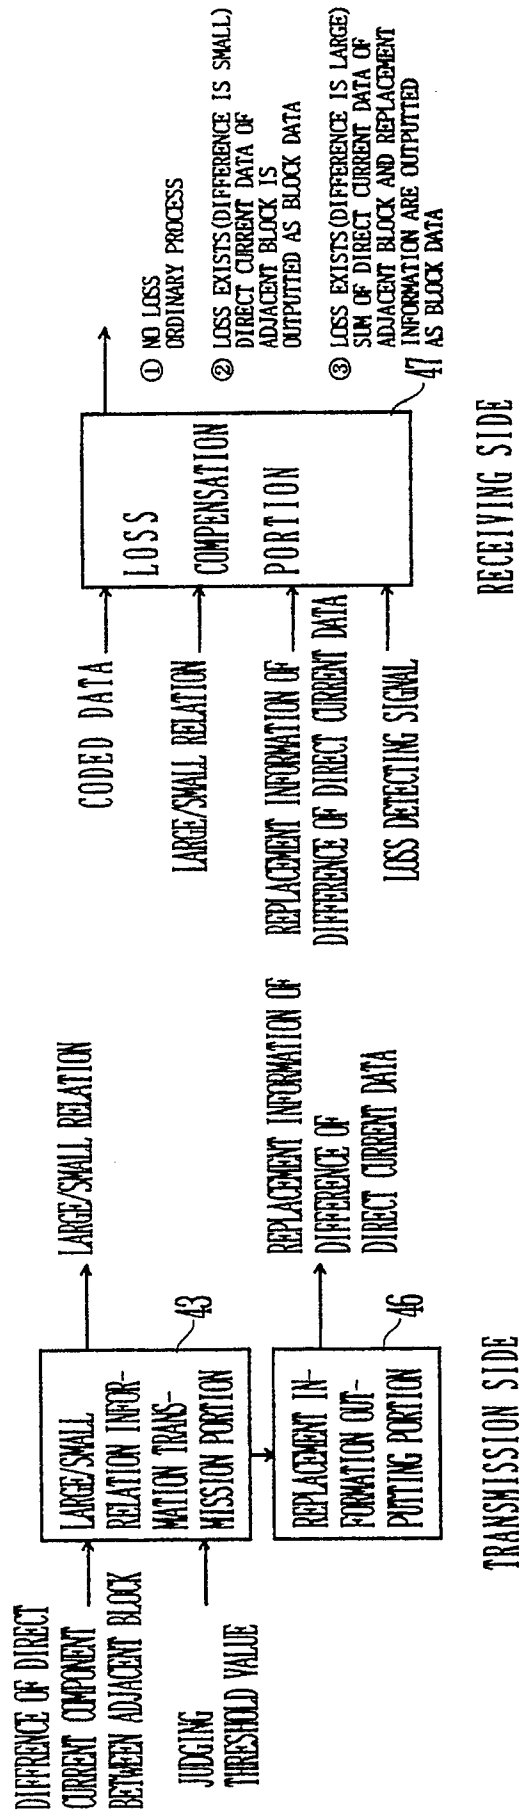 DIFFRENCE OF DIRECT
CURRENT COMPONENT
BETWEEN ADJACENT BLOCK
JUDGING
THRESHOLD VALUE
LARGE/SMALL
RELATION INFOR-
MATION TRANS-
MISSION PORTION
43
LARGE/SMALL RELATION
REPLACEMENT IN-
FORMATION OUT-
PUTTING PORTION
46
REPLACEMENT INFORMATION OF
DIFFERENCE OF
DIRECT CURRENT DATA
TRANSMISSION SIDE
CODED DATA
LARGE/SMALL RELATION
REPLACEMENT INFORMATION OF
DIFFERENCE OF DIRECT CURRENT DATA
LOSS DETECTING SIGNAL
LOSS
COMPENSATION
PORTION
47
① NO LOSS
ORDINARY PROCESS
② LOSS EXISTS(DIFFERENCE IS SMALL)
DIRECT CURRENT DATA OF
ADJACENT BLOCK IS
OUTPUTTED AS BLOCK DATA
③ LOSS EXISTS(DIFFERENCE IS LARGE)
SUM OF DIRECT CURRENT DATA OF
ADJACENT BLOCK AND REPLACEMENT
INFORMATION ARE OUTPUTTED
AS BLOCK DATA
RECEIVING SIDE